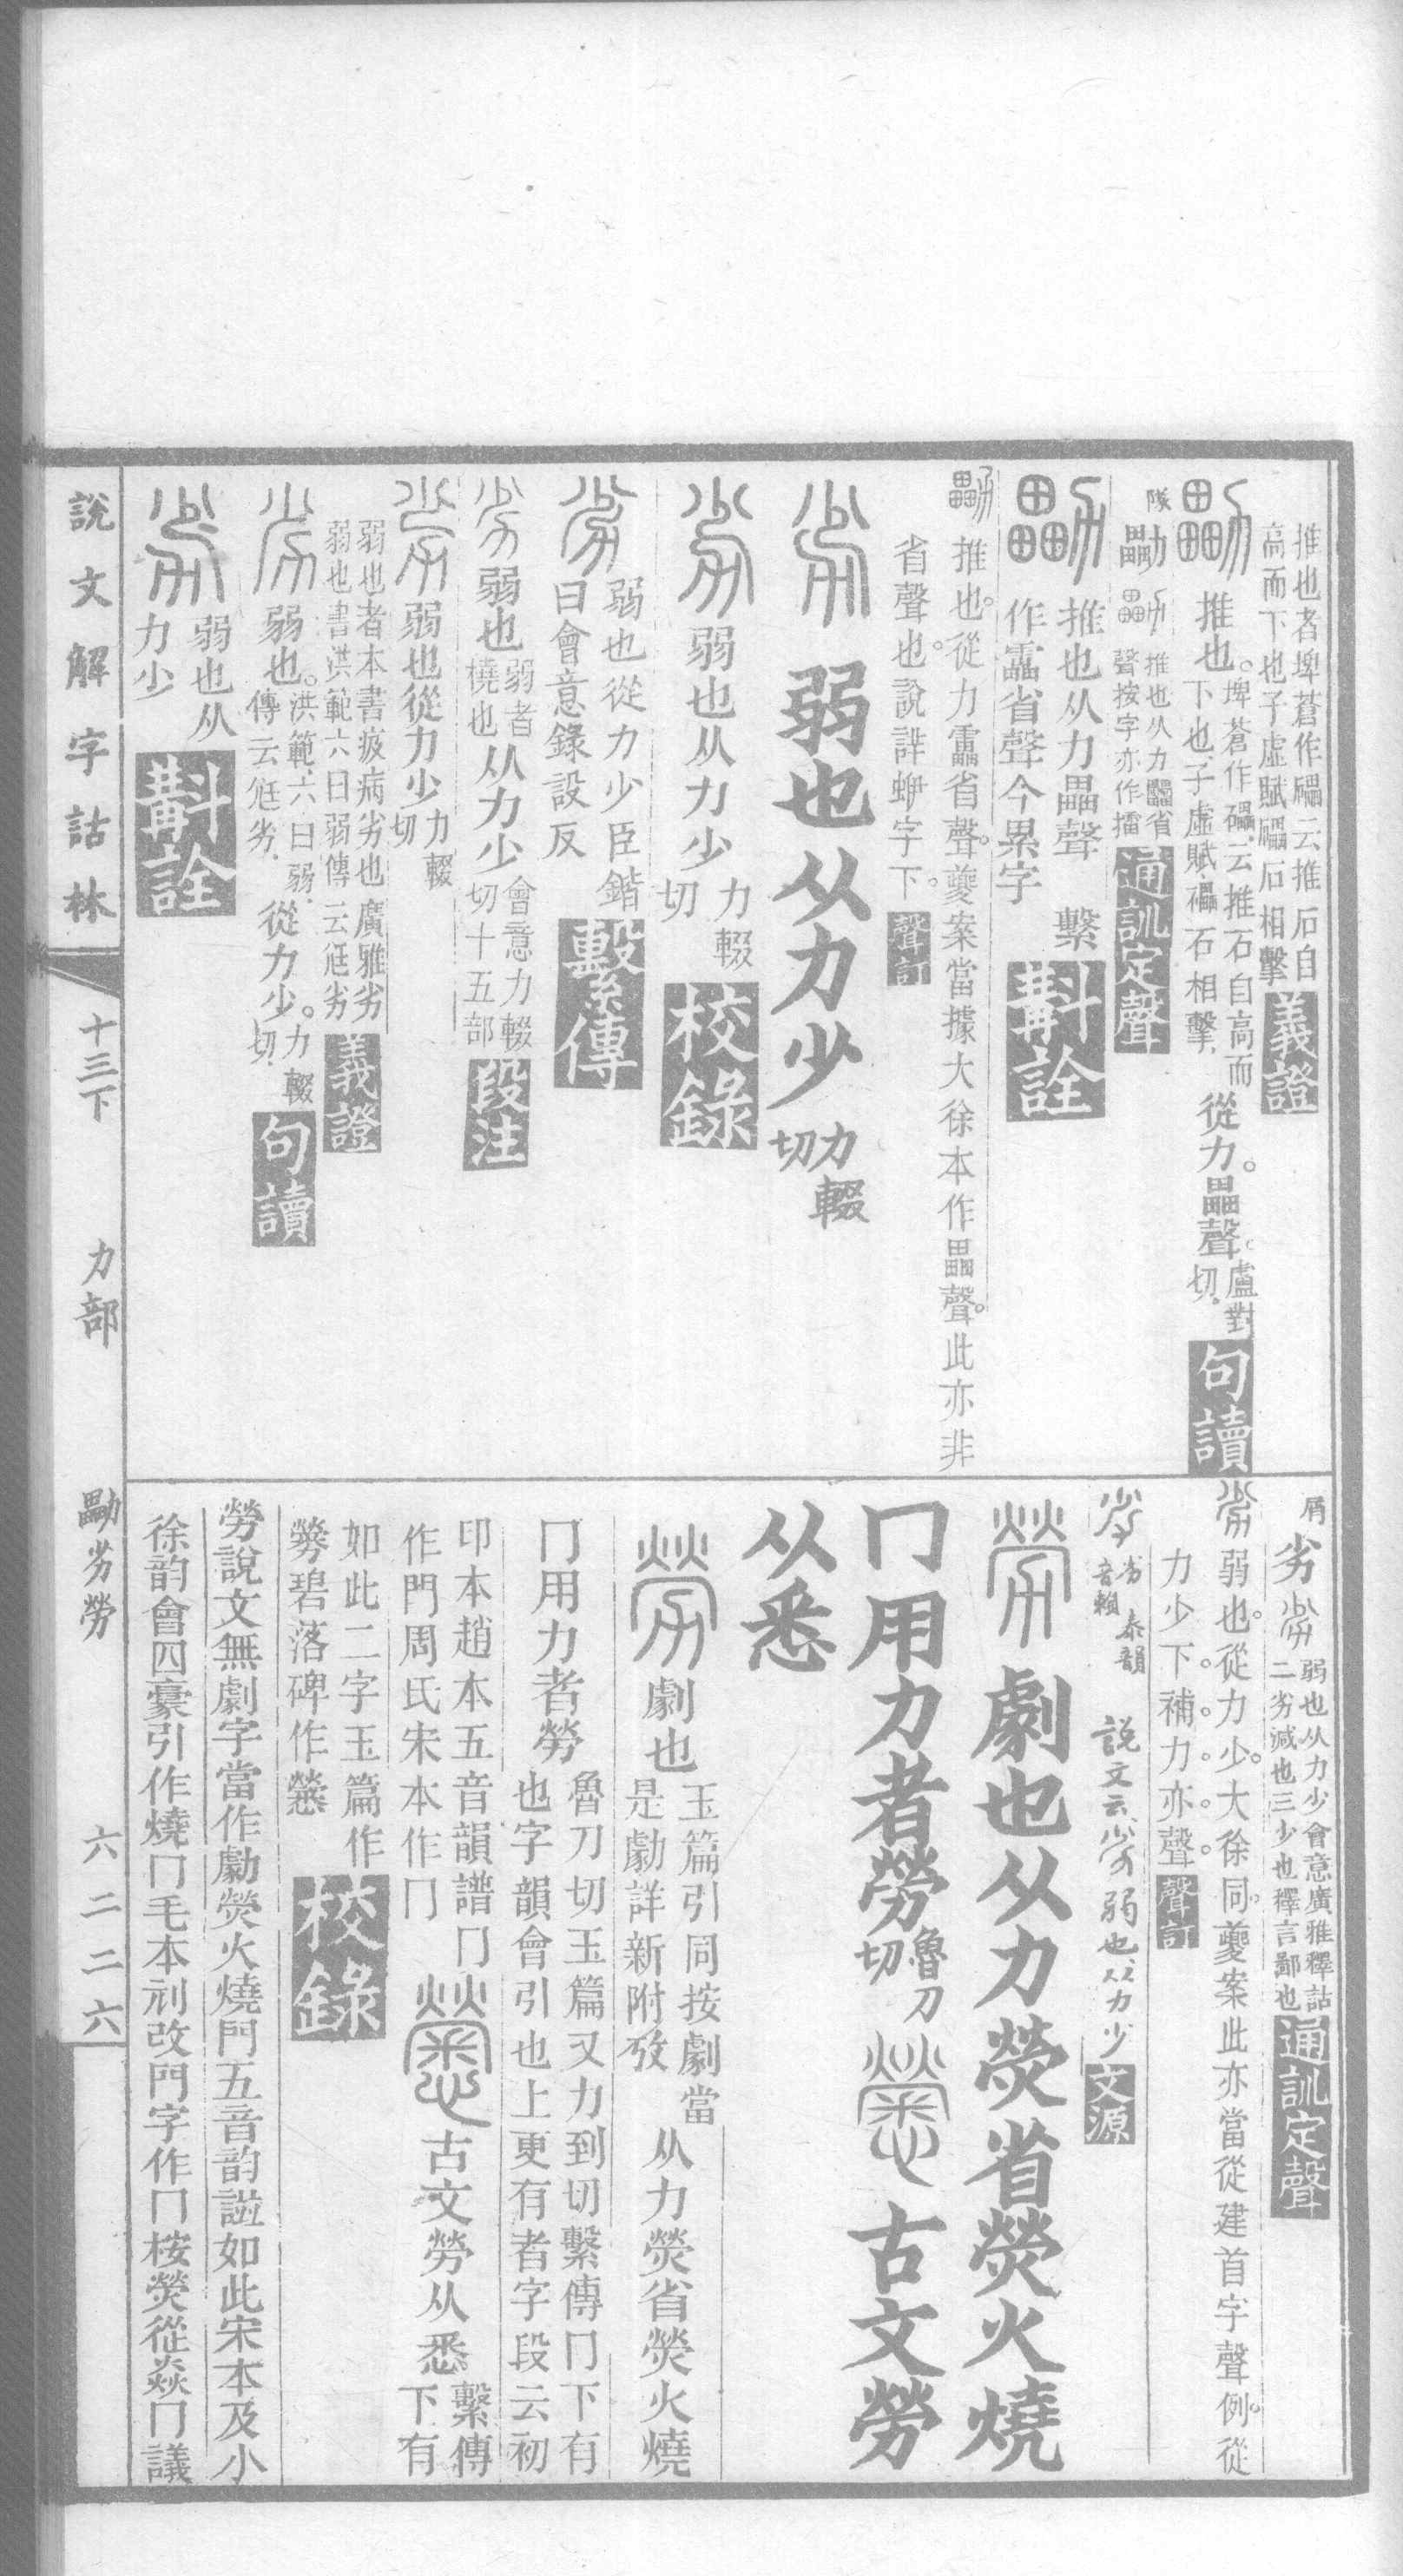 推也者埤蒼作礧云推石自
高而下也子虛賦礧石相擊
義證
勵
推也。
埤蒼作礧。云推石自高而
下也。子虛賦。礧石相擊。
從力。畾聲。
盧對
切。
句讀
隊
勵
推也从力畾省
聲按字亦作擂
通訓定聲
勵
推也从力畾聲 繫
作靁省聲今累字
斠詮
推也。從力靁省聲。夔案當據大徐本作畾聲。此亦非
省聲也。說詳蜼字下。
聲訂
劣
弱也从力少
力輟
切
劣
弱也从力少
力輟
切
校錄
劣
弱也從力少臣鍇
曰會意錄設反
繫傳
劣
弱也
弱者
橈也
从力少
會意力輟
切十五部
段注
劣
弱也從力少
力輟
切
弱也者本書疲病劣也廣雅劣
弱也書洪範六曰弱傳云尪劣
義證
劣
弱也。
洪範。六曰弱。
傳云尪劣。
從力少。
力輟
切。
句讀
劣
弱也从
力少
斠詮
說文解字詁林
十三下
力部
勵劣勞
六二二六
屑
劣
弱也从力少會意廣雅釋詁
二劣減也三少也釋言鄙也
通訓定聲
劣
弱也。從力少。大徐同。夔案此亦當從建首字聲例。從
力少下。補力亦聲。
聲訂
劣
音賴
泰韻
說文云劣弱也从力少
文源
勞
劇也从力熒省熒火燒
冂用力者勞
魯刀
切
古文勞
从悉
勞
劇也
玉篇引同按劇當
是勮詳新附攷
从力熒省熒火燒
冂用力者勞
魯刀切玉篇又力到切繫傳冂下有
也字韻會引也上更有者字段云初
印本趙本五音韻譜冂
作門周氏宋本作冂
古文勞从悉
繫傳
下有
如此二字玉篇作
碧落碑作
校錄
勞說文無劇字當作勮熒火燒門五音韵譜如此宋本及小
徐韵會四豪引作燒冂毛本刓改門字作冂桉熒從焱冂議